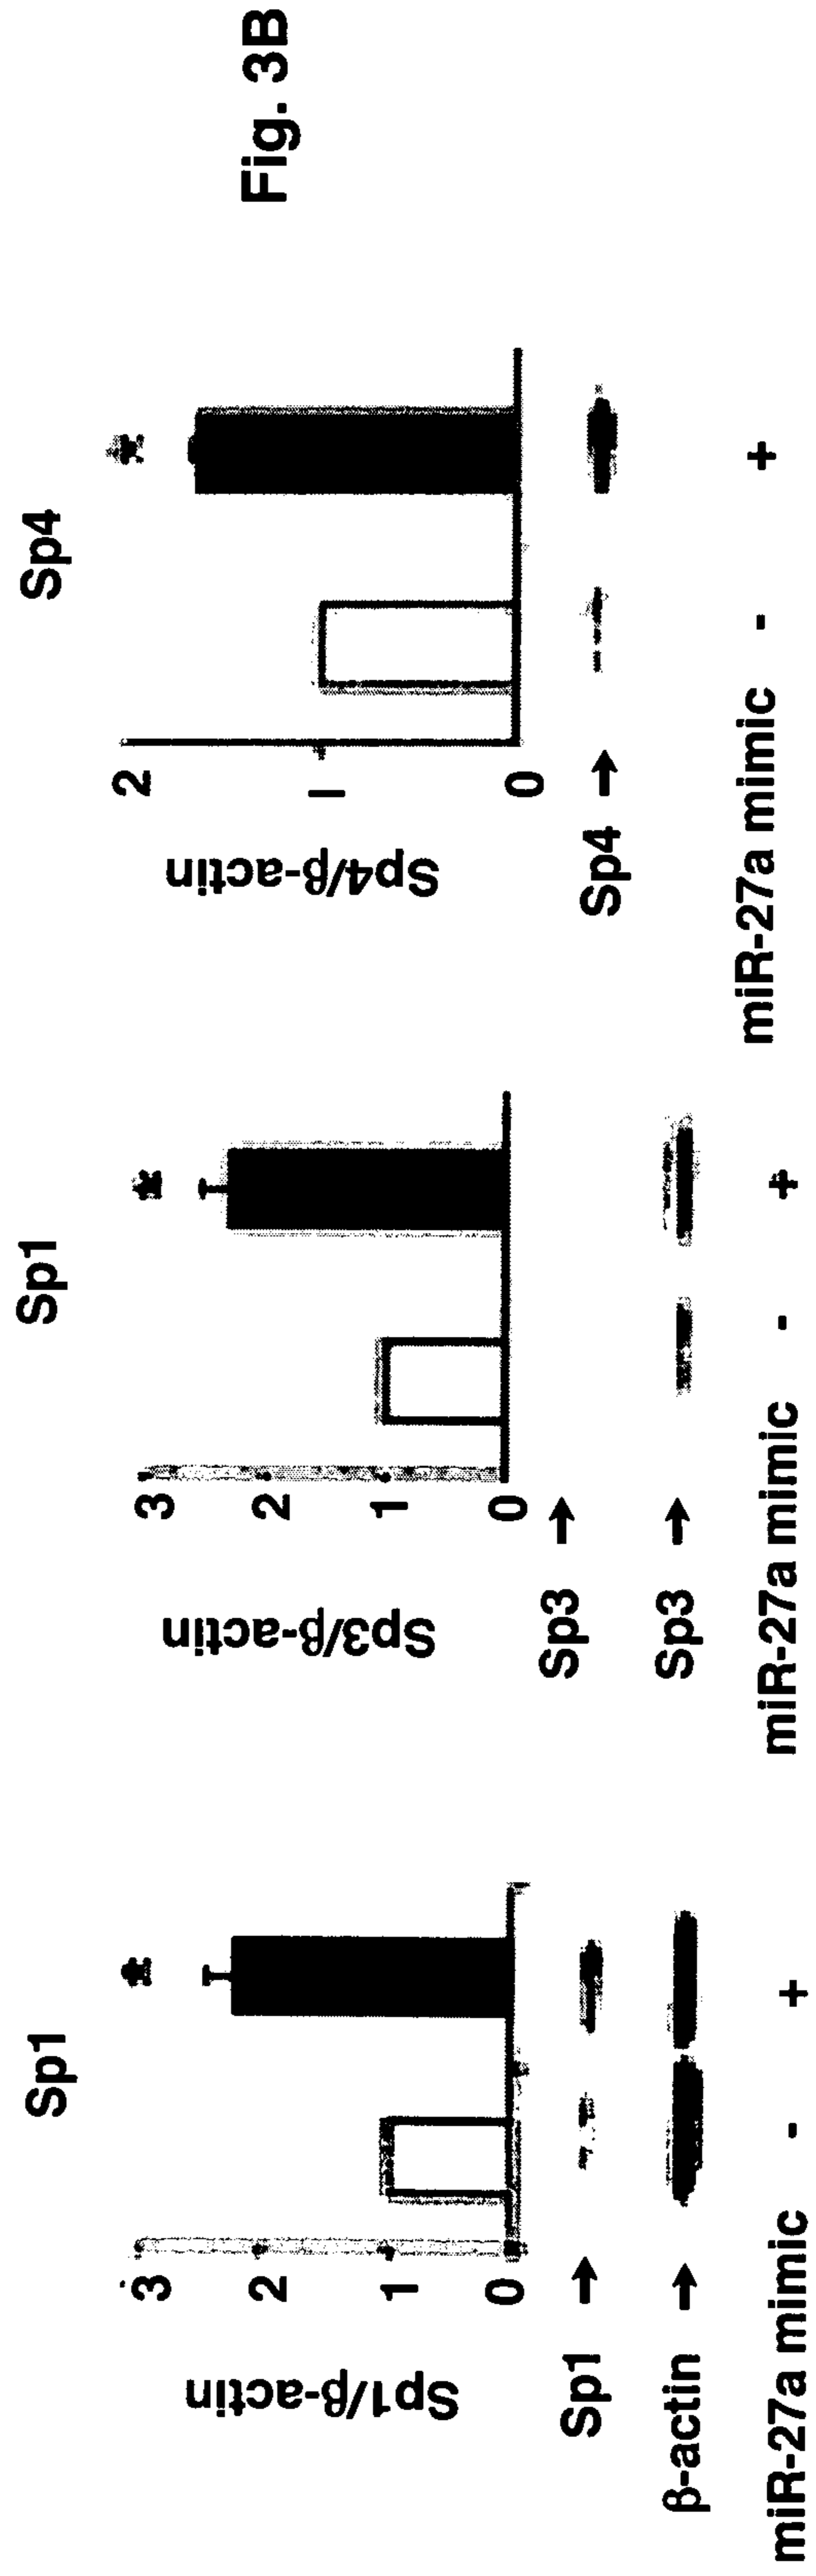 Sp1
*
3
2
1
0
Sp1/β-actin
Sp1 →
β-actin →
miR-27a mimic - +
Sp1
*
3
2
1
0
Sp3/β-actin
Sp3 →
Sp3 →
miR-27a mimic - +
Sp4
*
2
1
0
Sp4/β-actin
Sp4 →
miR-27a mimic - +
Fig. 3B